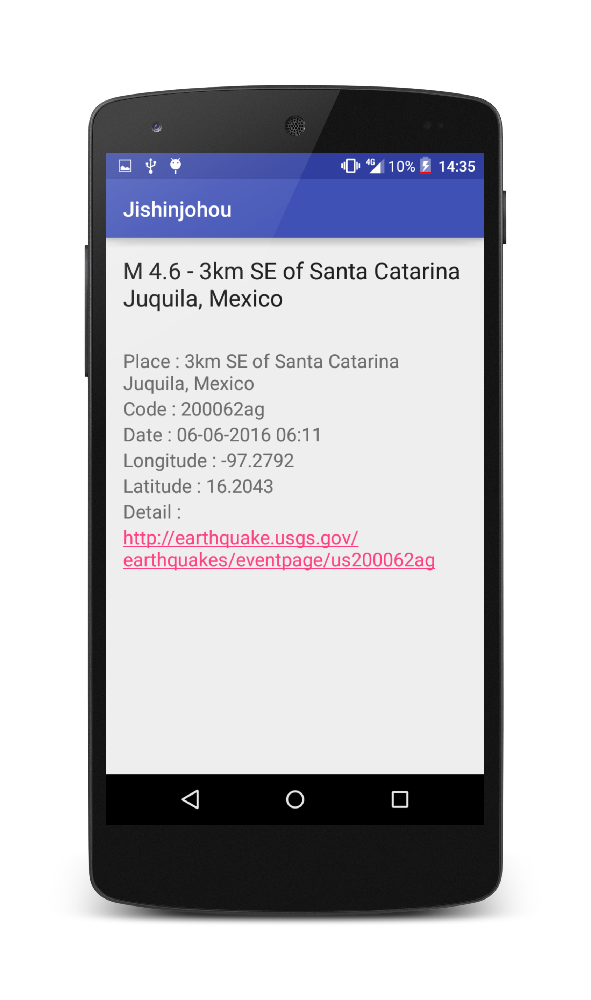 4G 10% 14:35
Jishinjohou
M 4.6 - 3km SE of Santa Catarina
Juquila, Mexico
Place : 3km SE of Santa Catarina
Juquila, Mexico
Code : 200062ag
Date : 06-06-2016 06:11
Longitude : -97.2792
Latitude : 16.2043
Detail :
http://earthquake.usgs.gov/
earthquakes/eventpage/us200062ag